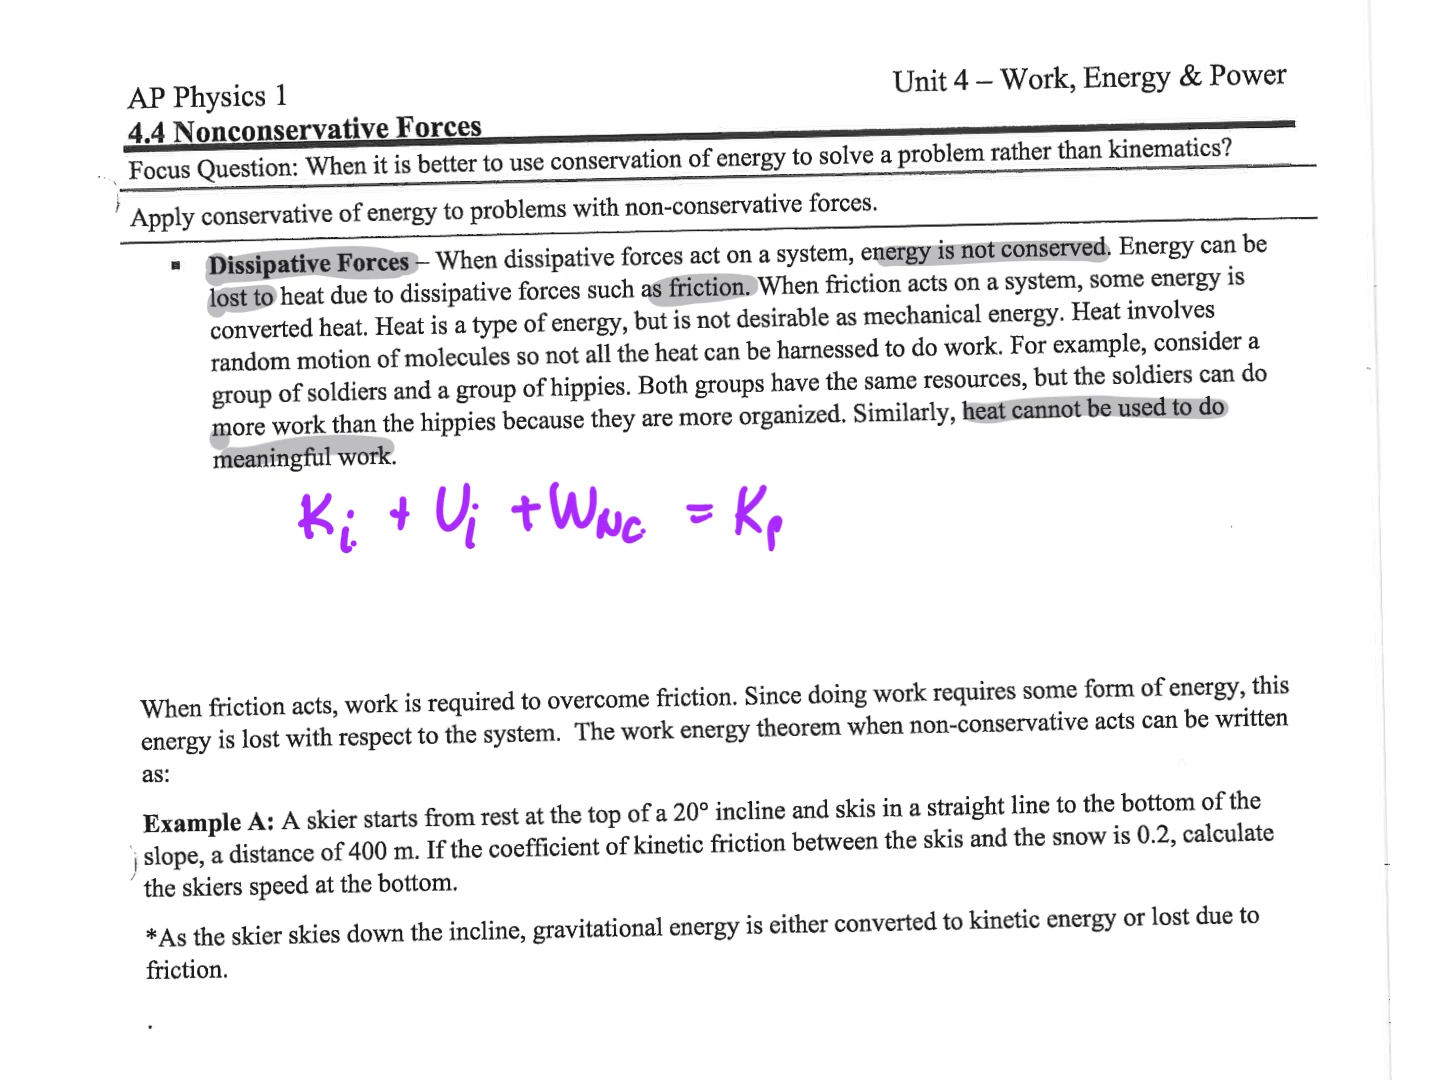 AP Physics 1
Unit 4 – Work, Energy & Power
4.4 Nonconservative Forces
Focus Question: When it is better to use conservation of energy to solve a problem rather than kinematics?
Apply conservative of energy to problems with non-conservative forces.
▪ Dissipative Forces – When dissipative forces act on a system, energy is not conserved. Energy can be
lost to heat due to dissipative forces such as friction. When friction acts on a system, some energy is
converted heat. Heat is a type of energy, but is not desirable as mechanical energy. Heat involves
random motion of molecules so not all the heat can be harnessed to do work. For example, consider a
group of soldiers and a group of hippies. Both groups have the same resources, but the soldiers can do
more work than the hippies because they are more organized. Similarly, heat cannot be used to do
meaningful work.
Ki + Ui + WNC = Kf
When friction acts, work is required to overcome friction. Since doing work requires some form of energy, this
energy is lost with respect to the system. The work energy theorem when non-conservative acts can be written
as:
Example A: A skier starts from rest at the top of a 20° incline and skis in a straight line to the bottom of the
slope, a distance of 400 m. If the coefficient of kinetic friction between the skis and the snow is 0.2, calculate
the skiers speed at the bottom.
*As the skier skies down the incline, gravitational energy is either converted to kinetic energy or lost due to
friction.